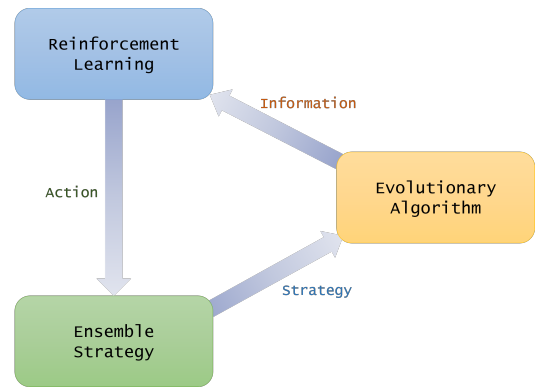 Reinforcement
Learning
Information
Evolutionary
Algorithm
Action
Strategy
Ensemble
Strategy